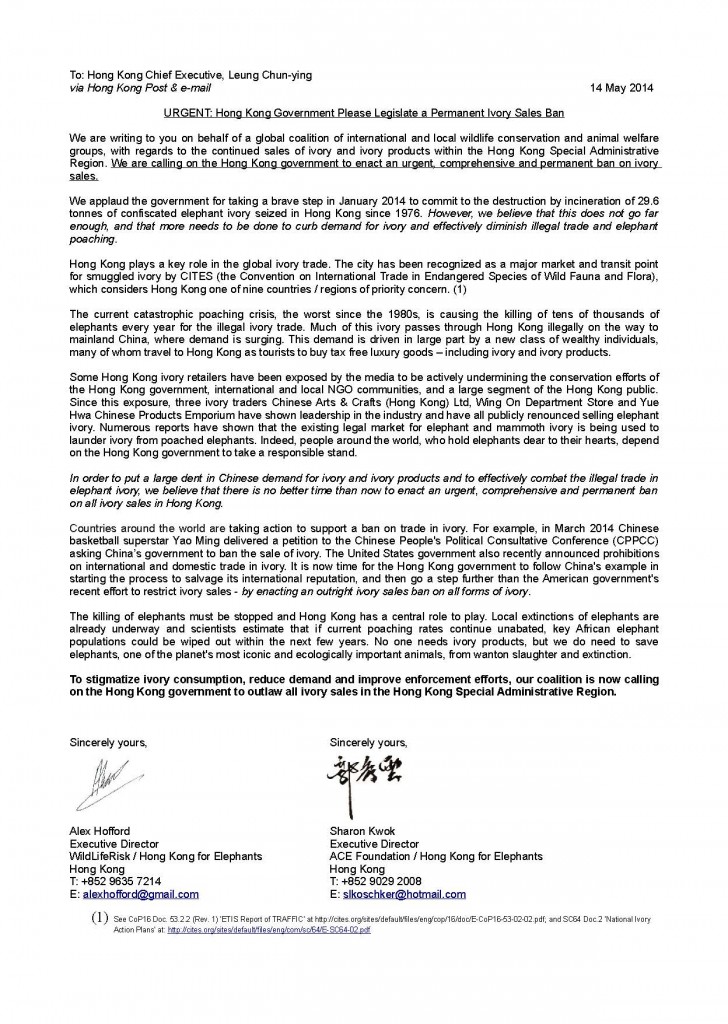 To: Hong Kong Chief Executive, Leung Chun-ying
via Hong Kong Post & e-mail 14 May 2014
URGENT: Hong Kong Government Please Legislate a Permanent Ivory Sales Ban
We are writing to you on behalf of a global coalition of international and local wildlife conservation and animal welfare
groups, with regards to the continued sales of ivory and ivory products within the Hong Kong Special Administrative
Region. We are calling on the Hong Kong government to enact an urgent, comprehensive and permanent ban on ivory
sales.
We applaud the government for taking a brave step in January 2014 to commit to the destruction by incineration of 29.6
tonnes of confiscated elephant ivory seized in Hong Kong since 1976. However, we believe that this does not go far
enough, and that more needs to be done to curb demand for ivory and effectively diminish illegal trade and elephant
poaching.
Hong Kong plays a key role in the global ivory trade. The city has been recognized as a major market and transit point
for smuggled ivory by CITES (the Convention on International Trade in Endangered Species of Wild Fauna and Flora),
which considers Hong Kong one of nine countries / regions of priority concern. (1)
The current catastrophic poaching crisis, the worst since the 1980s, is causing the killing of tens of thousands of
elephants every year for the illegal ivory trade. Much of this ivory passes through Hong Kong illegally on the way to
mainland China, where demand is surging. This demand is driven in large part by a new class of wealthy individuals,
many of whom travel to Hong Kong as tourists to buy tax free luxury goods – including ivory and ivory products.
Some Hong Kong ivory retailers have been exposed by the media to be actively undermining the conservation efforts of
the Hong Kong government, international and local NGO communities, and a large segment of the Hong Kong public.
Since this exposure, three ivory traders Chinese Arts & Crafts (Hong Kong) Ltd, Wing On Department Store and Yue
Hwa Chinese Products Emporium have shown leadership in the industry and have all publicly renounced selling elephant
ivory. Numerous reports have shown that the existing legal market for elephant and mammoth ivory is being used to
launder ivory from poached elephants. Indeed, people around the world, who hold elephants dear to their hearts, depend
on the Hong Kong government to take a responsible stand.
In order to put a large dent in Chinese demand for ivory and ivory products and to effectively combat the illegal trade in
elephant ivory, we believe that there is no better time than now to enact an urgent, comprehensive and permanent ban
on all ivory sales in Hong Kong.
Countries around the world are taking action to support a ban on trade in ivory. For example, in March 2014 Chinese
basketball superstar Yao Ming delivered a petition to the Chinese People's Political Consultative Conference (CPPCC)
asking China's government to ban the sale of ivory. The United States government also recently announced prohibitions
on international and domestic trade in ivory. It is now time for the Hong Kong government to follow China's example in
starting the process to salvage its international reputation, and then go a step further than the American government's
recent effort to restrict ivory sales - by enacting an outright ivory sales ban on all forms of ivory.
The killing of elephants must be stopped and Hong Kong has a central role to play. Local extinctions of elephants are
already underway and scientists estimate that if current poaching rates continue unabated, key African elephant
populations could be wiped out within the next few years. No one needs ivory products, but we do need to save
elephants, one of the planet's most iconic and ecologically important animals, from wanton slaughter and extinction.
To stigmatize ivory consumption, reduce demand and improve enforcement efforts, our coalition is now calling
on the Hong Kong government to outlaw all ivory sales in the Hong Kong Special Administrative Region.
Sincerely yours, Sincerely yours,
Alex Hofford Sharon Kwok
Executive Director Executive Director
WildLifeRisk / Hong Kong for Elephants ACE Foundation / Hong Kong for Elephants
Hong Kong Hong Kong
T: +852 9635 7214 T: +852 9029 2008
E: alexhofford@gmail.com E: slkoschker@hotmail.com
(1) See CoP16 Doc. 53.2.2 (Rev. 1) 'ETIS Report of TRAFFIC' at http://cites.org/sites/default/files/eng/cop/16/doc/E-CoP16-53-02-02.pdf; and SC64 Doc.2 'National Ivory
Action Plans' at: http://cites.org/sites/default/files/eng/com/sc/64/E-SC64-02.pdf